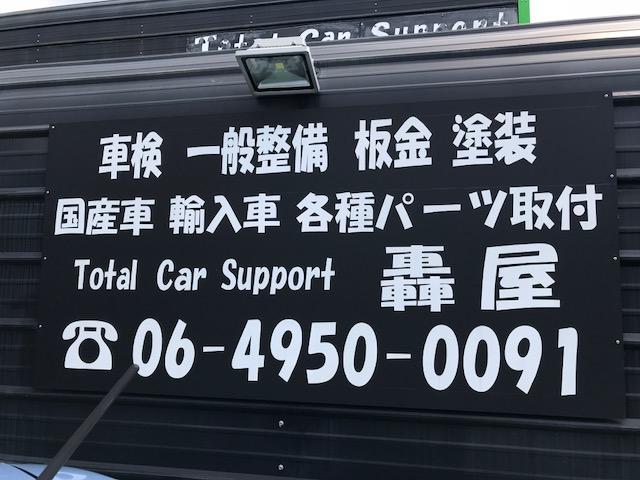 Total Car Support
車検 一般整備 板金 塗装
国産車 輸入車 各種パーツ取付
Total Car Support 轟屋
☎06-4950-0091